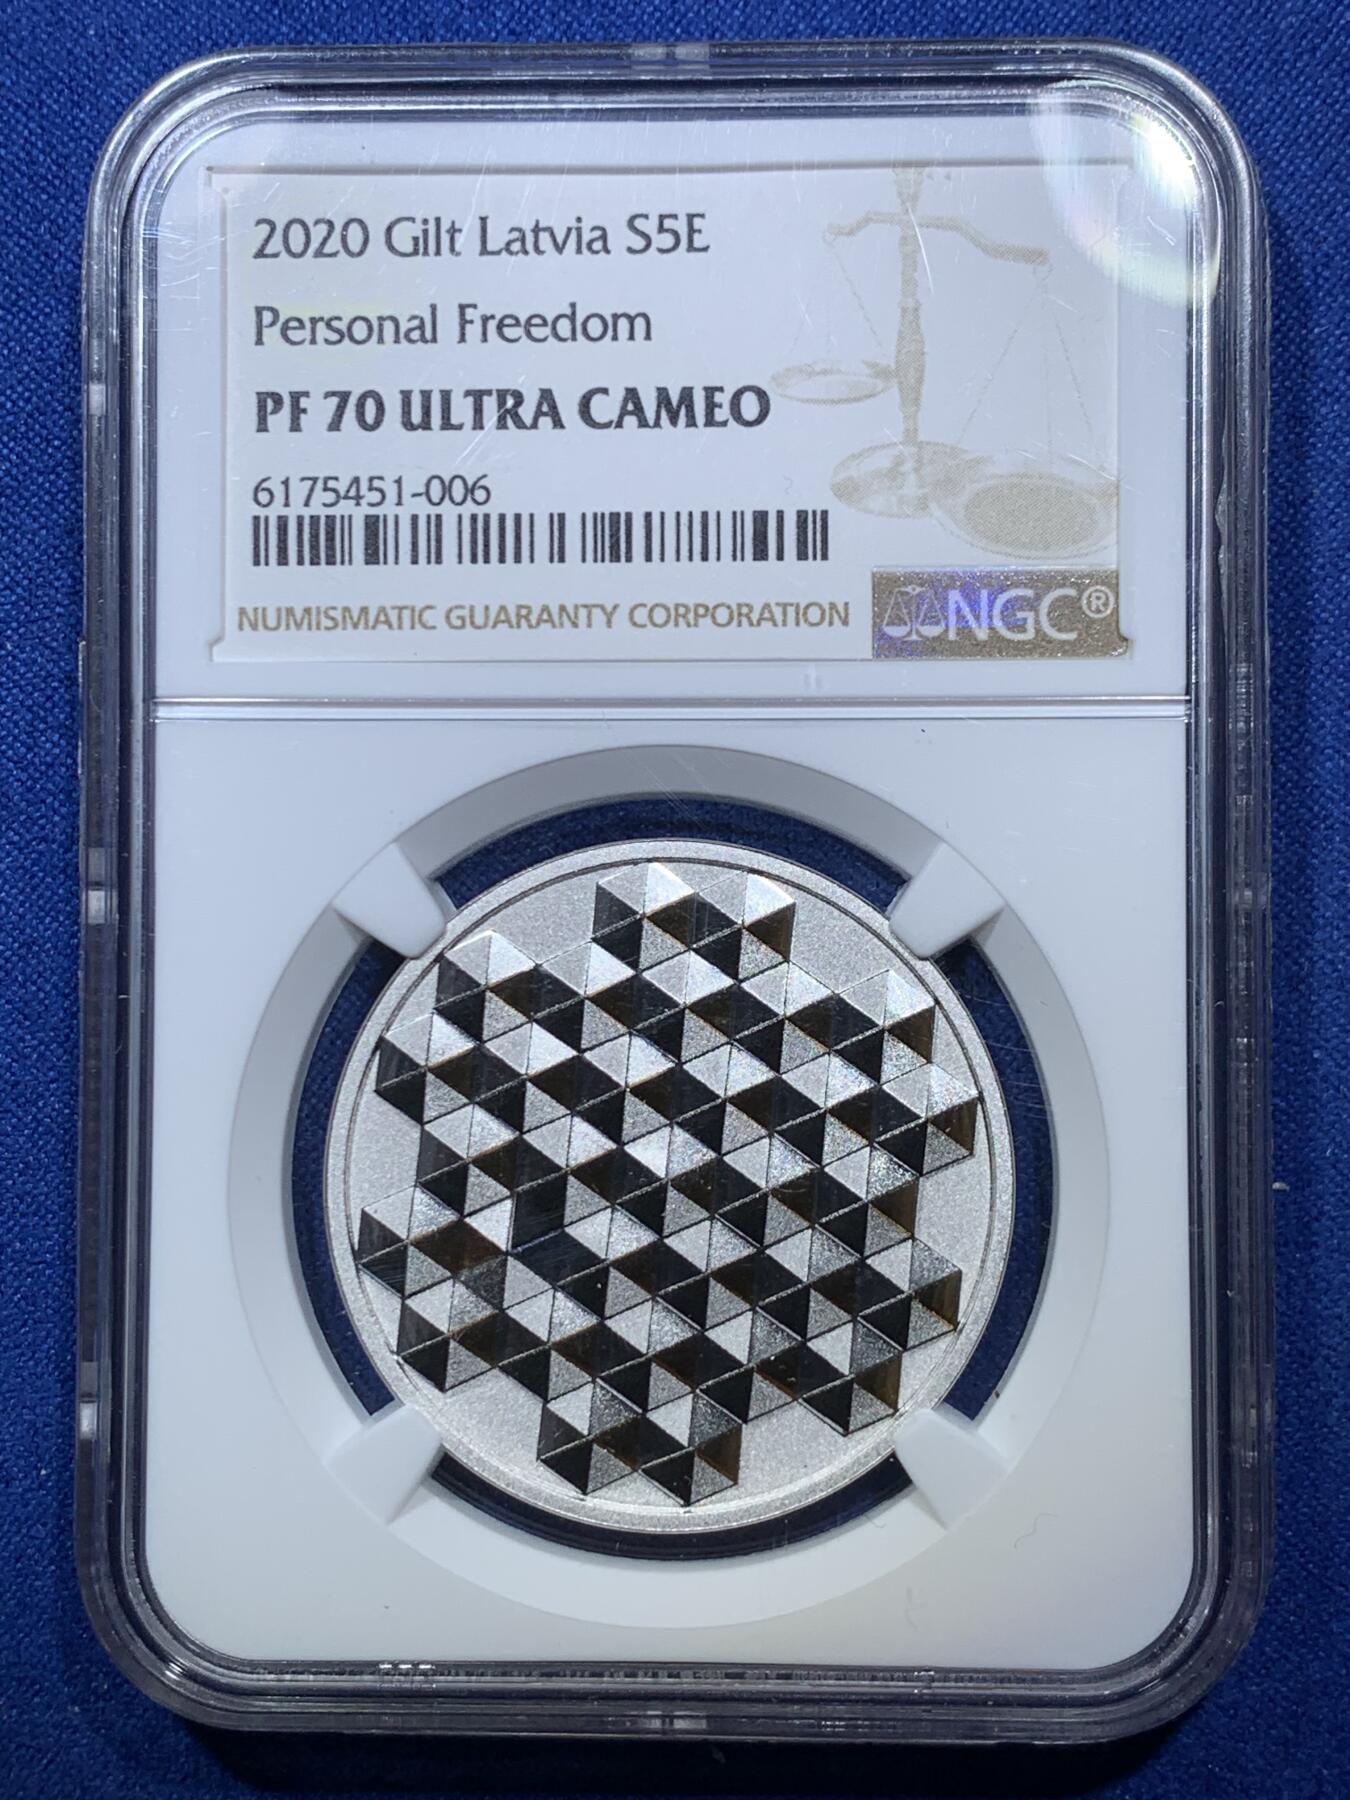 2020 Gilt Latvia S5E
Personal Freedom
PF 70 ULTRA CAMEO
6175451-006
NUMISMATIC GUARANTY CORPORATION
NGC®